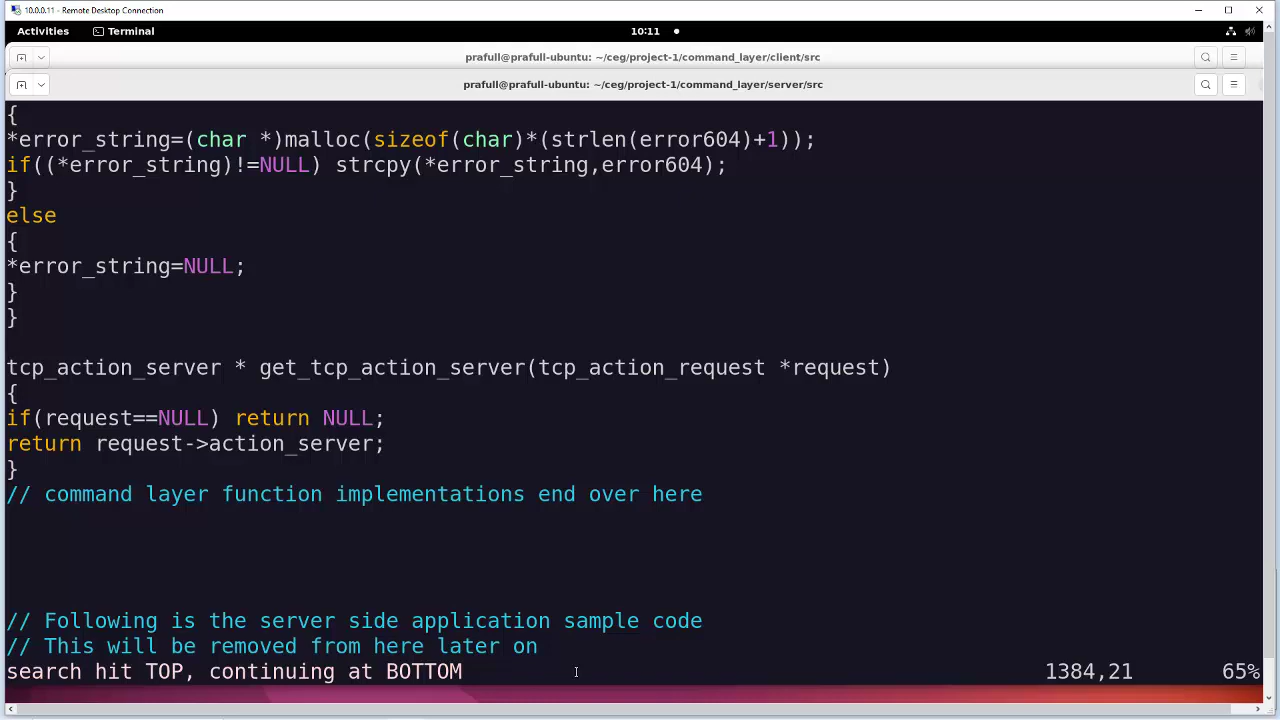 10.0.0.11 - Remote Desktop Connection
Activities Terminal 10:11
prafull@prafull-ubuntu: ~/ceg/project-1/command_layer/client/src
prafull@prafull-ubuntu: ~/ceg/project-1/command_layer/server/src
{
*error_string=(char *)malloc(sizeof(char)*(strlen(error604)+1));
if((*error_string)!=NULL) strcpy(*error_string,error604);
}
else
{
*error_string=NULL;
}
}
tcp_action_server * get_tcp_action_server(tcp_action_request *request)
{
if(request==NULL) return NULL;
return request->action_server;
}
// command layer function implementations end over here
// Following is the server side application sample code
// This will be removed from here later on
search hit TOP, continuing at BOTTOM 1384,21 65%